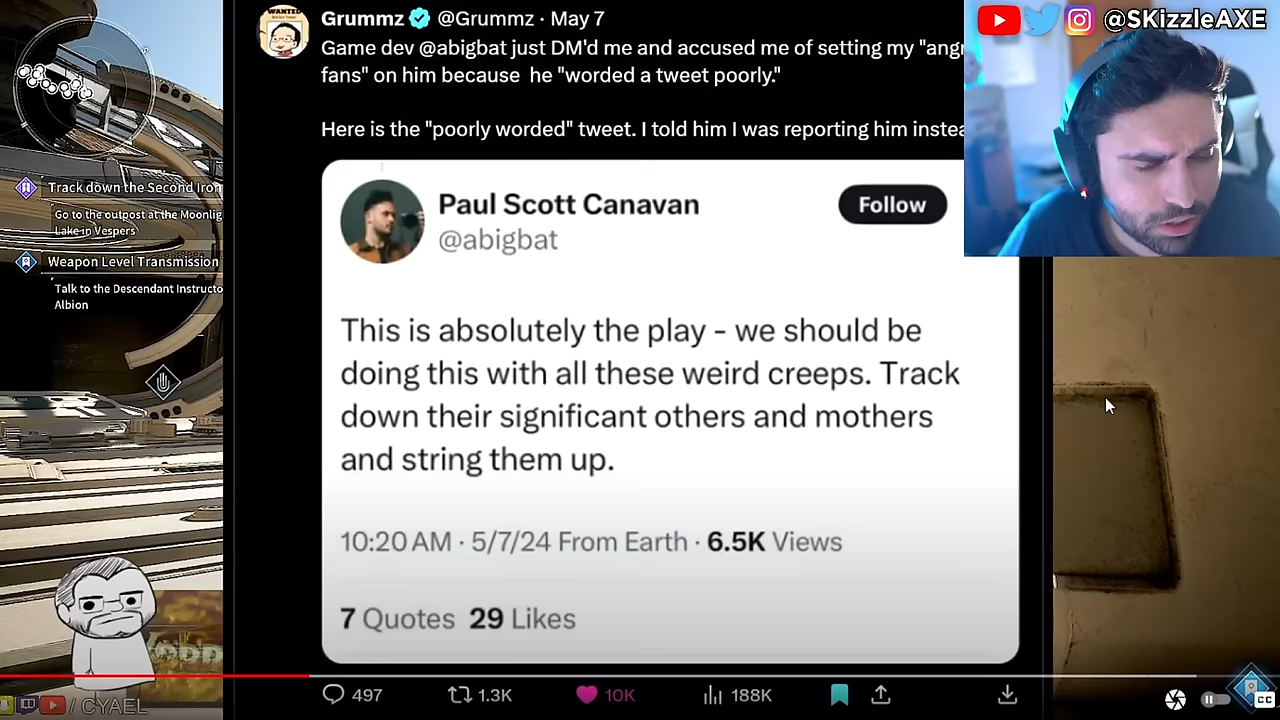 WANTED
Grummz @Grummz · May 7
@SKizzleAXE
Game dev @abigbat just DM'd me and accused me of setting my "angr
fans" on him because he "worded a tweet poorly."
Here is the "poorly worded" tweet. I told him I was reporting him inste
Paul Scott Canavan
@abigbat
Follow
This is absolutely the play - we should be
doing this with all these weird creeps. Track
down their significant others and mothers
and string them up.
10:20 AM · 5/7/24 From Earth · 6.5K Views
7 Quotes 29 Likes
497 1.3K 10K 188K
Track down the Second Iron
Go to the outpost at the Moonlig
Lake in Vespers
Weapon Level Transmission
Talk to the Descendant Instructo
Albion
/ CYAEL
CC